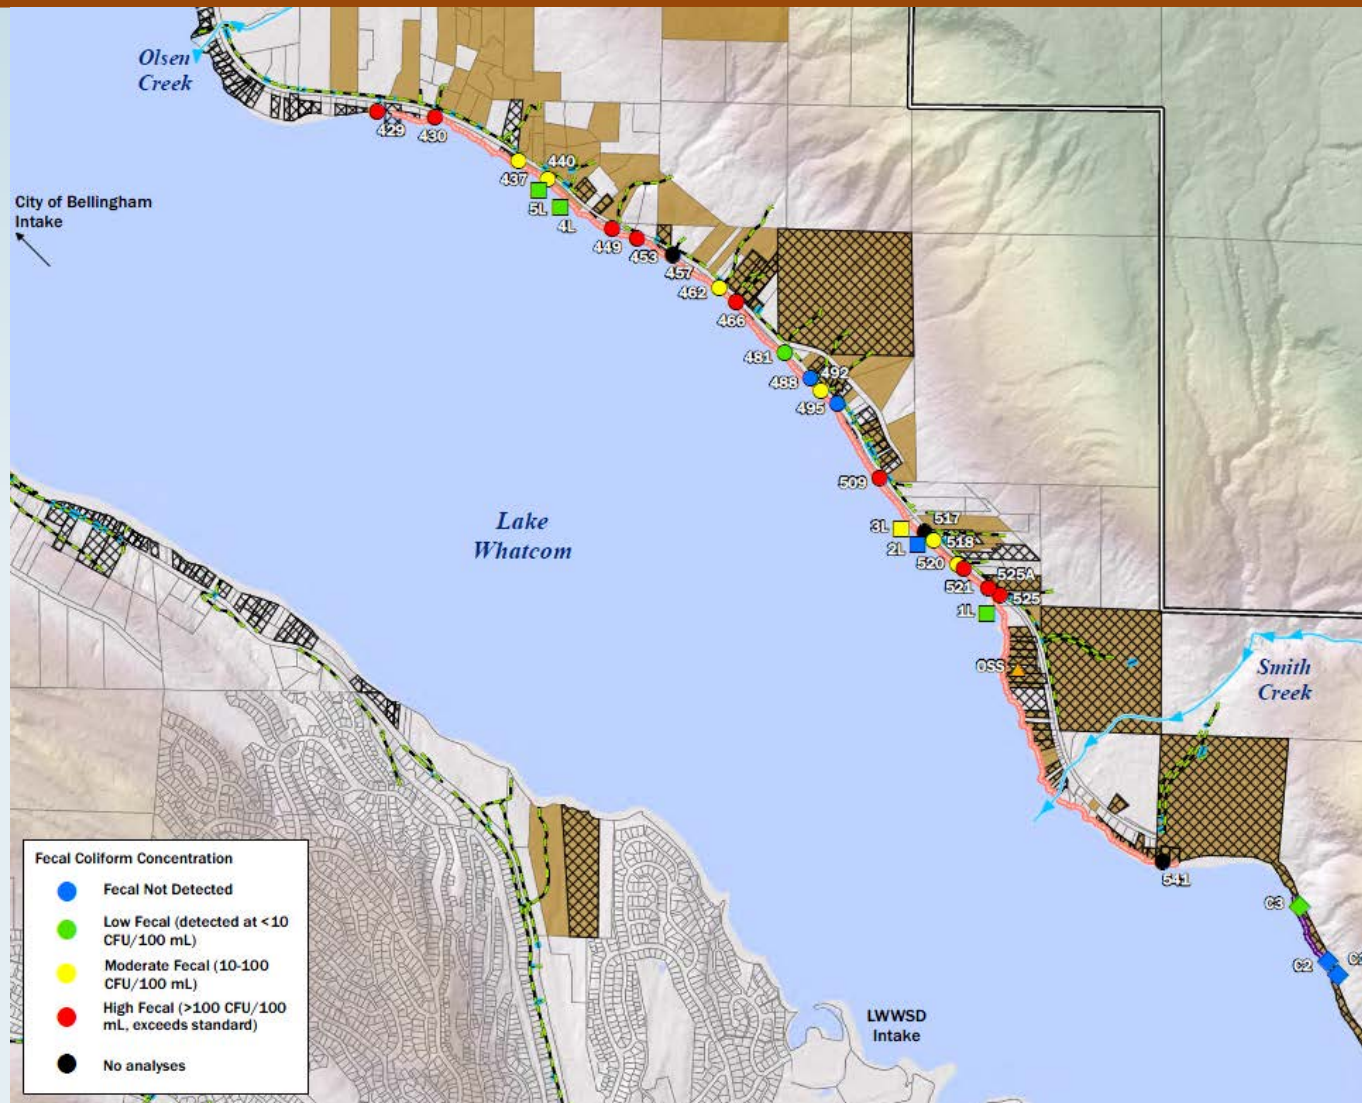 Olsen
Creek
429
430
440
437
5L
4L
449
453
457
City of Bellingham
Intake
462
466
481
492
488
495
509
517
3L
518
2L
520
525A
521
525
1L
Lake
Whatcom
OSS
Smith
Creek
541
C3
C2
LWWSD
Intake
Fecal Coliform Concentration
Fecal Not Detected
Low Fecal (detected at <10
CFU/100 mL)
Moderate Fecal (10-100
CFU/100 mL)
High Fecal (>100 CFU/100
mL, exceeds standard)
No analyses